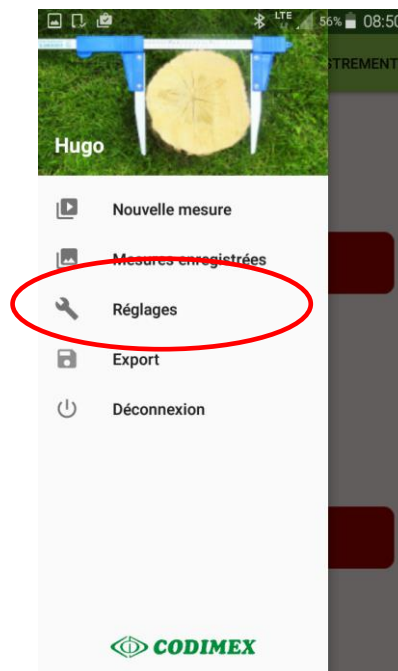 LTE 56% 08:50
STREMENT
Hugo
Nouvelle mesure
Mesures enregistrées
Réglages
Export
Déconnexion
CODIMEX